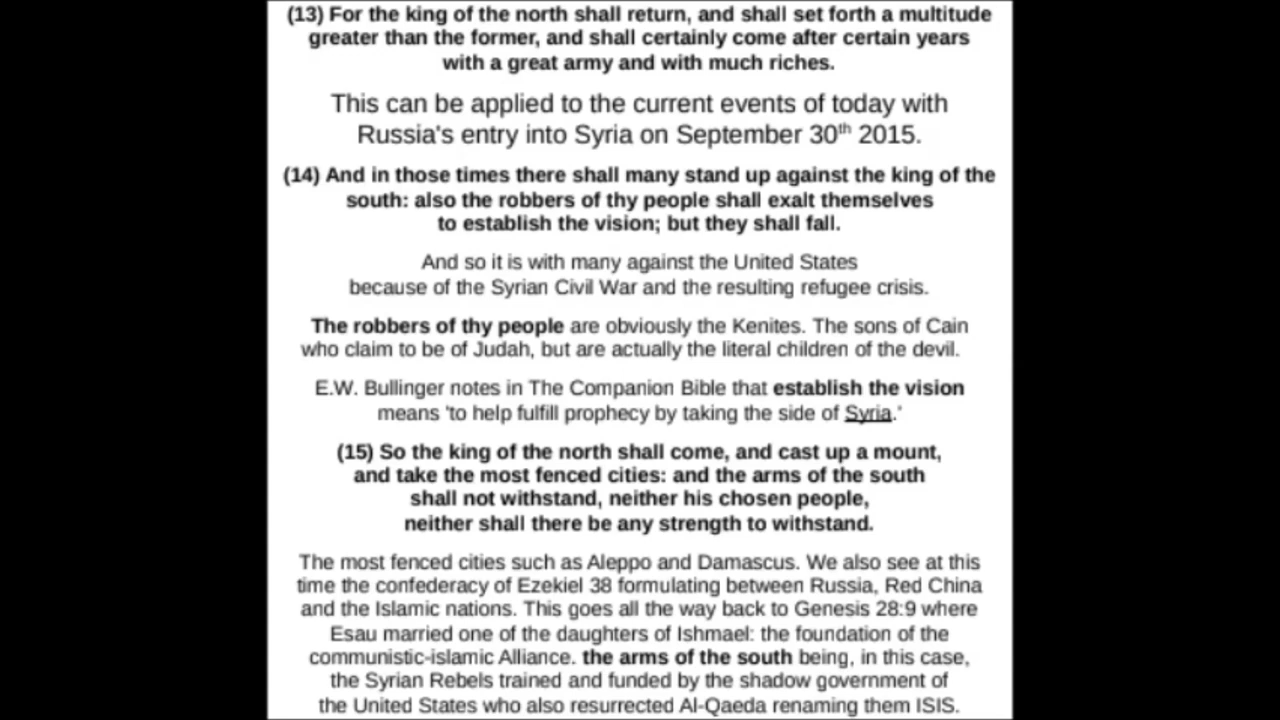 (13) For the king of the north shall return, and shall set forth a multitude
greater than the former, and shall certainly come after certain years
with a great army and with much riches.
This can be applied to the current events of today with
Russia's entry into Syria on September 30th 2015.
(14) And in those times there shall many stand up against the king of the
south: also the robbers of thy people shall exalt themselves
to establish the vision; but they shall fall.
And so it is with many against the United States
because of the Syrian Civil War and the resulting refugee crisis.
The robbers of thy people are obviously the Kenites. The sons of Cain
who claim to be of Judah, but are actually the literal children of the devil.
E.W. Bullinger notes in The Companion Bible that establish the vision
means 'to help fulfill prophecy by taking the side of Syria.'
(15) So the king of the north shall come, and cast up a mount,
and take the most fenced cities: and the arms of the south
shall not withstand, neither his chosen people,
neither shall there be any strength to withstand.
The most fenced cities such as Aleppo and Damascus. We also see at this
time the confederacy of Ezekiel 38 formulating between Russia, Red China
and the Islamic nations. This goes all the way back to Genesis 28:9 where
Esau married one of the daughters of Ishmael: the foundation of the
communistic-islamic Alliance. the arms of the south being, in this case,
the Syrian Rebels trained and funded by the shadow government of
the United States who also resurrected Al-Qaeda renaming them ISIS.